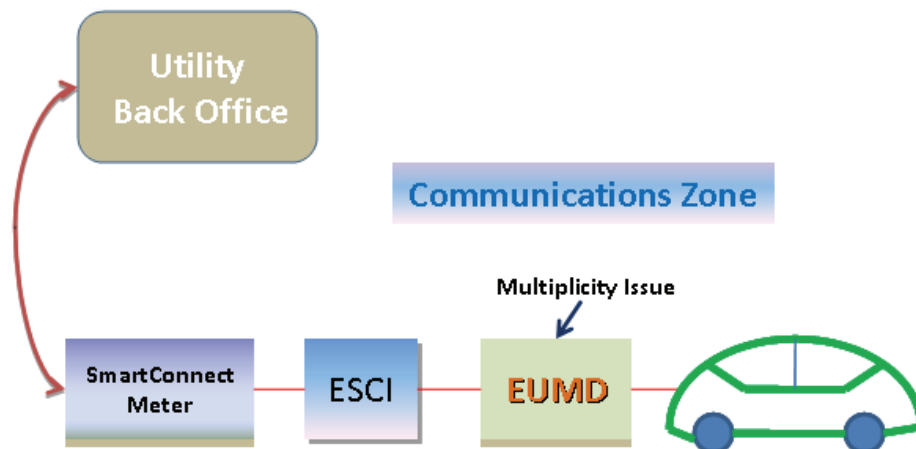 Utility
Back Office
Communications Zone
Multiplicity Issue
SmartConnect
Meter
ESCI
EUMD